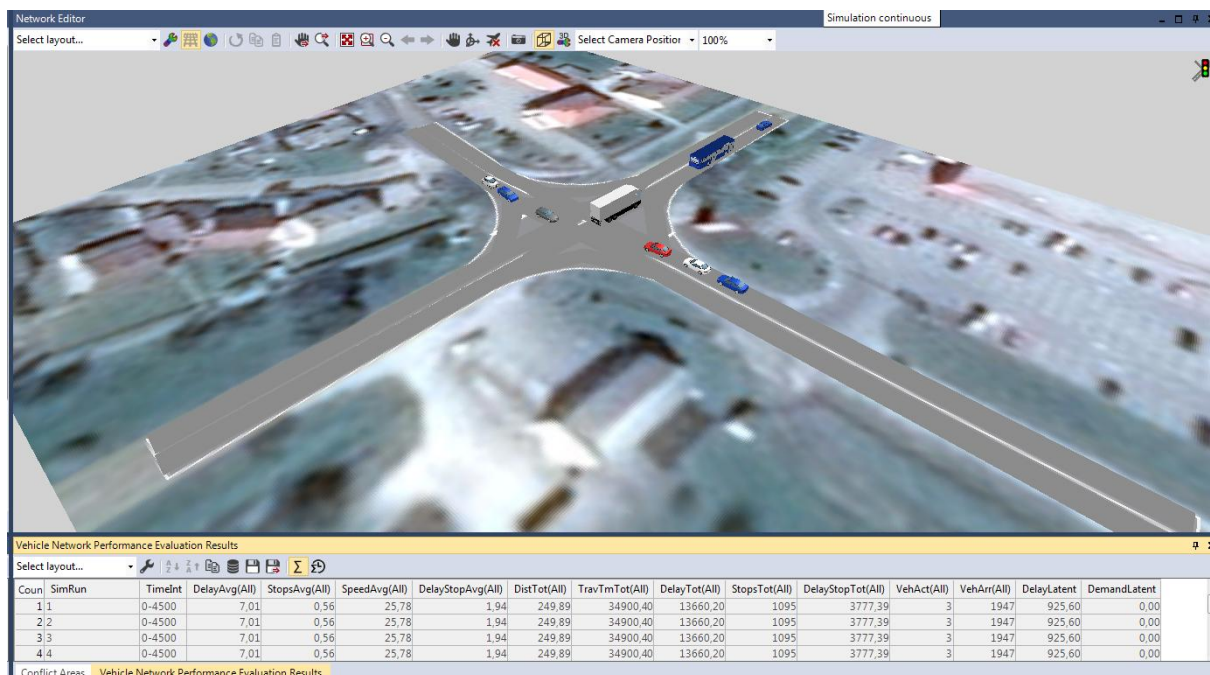 Network Editor Simulation continuous
Select layout... Select Camera Position 100%
Vehicle Network Performance Evaluation Results
Select layout...
Coun SimRun TimeInt DelayAvg(All) StopsAvg(All) SpeedAvg(All) DelayStopAvg(All) DistTot(All) TravTmTot(All) DelayTot(All) StopsTot(All) DelayStopTot(All) VehAct(All) VehArr(All) DelayLatent DemandLatent
1 1 0-4500 7,01 0,56 25,78 1,94 249,89 34900,40 13660,20 1095 3777,39 3 1947 925,60 0,00
2 2 0-4500 7,01 0,56 25,78 1,94 249,89 34900,40 13660,20 1095 3777,39 3 1947 925,60 0,00
3 3 0-4500 7,01 0,56 25,78 1,94 249,89 34900,40 13660,20 1095 3777,39 3 1947 925,60 0,00
4 4 0-4500 7,01 0,56 25,78 1,94 249,89 34900,40 13660,20 1095 3777,39 3 1947 925,60 0,00
Conflict Areas Vehicle Network Performance Evaluation Results